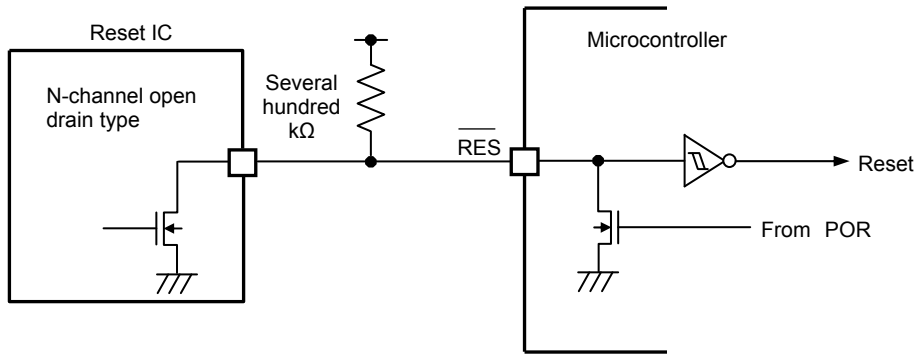 Reset IC
N-channel open
drain type
Several
hundred
kΩ
RES
Microcontroller
Reset
From POR